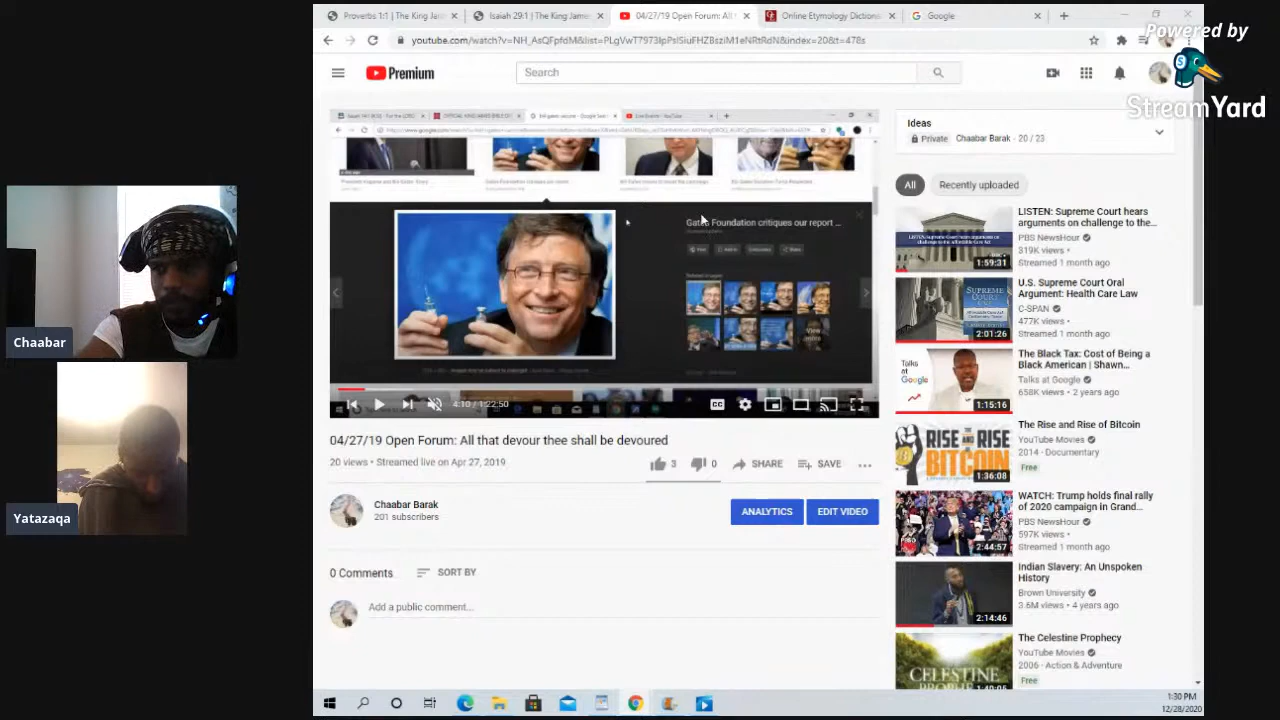 Proverbs 1:1 | The King Jam
Isaiah 29:1 | The King Jame
04/27/19 Open Forum: All t
Online Etymology Dictiona
Google
Powered by
StreamYard
youtube.com/watch?v=NH_AsQFpfdM&list=PLgVwT7973IpPslSiuFHZBsziM1eNRtRdN&index=20&t=478s
Premium
Search
Gates Foundation critiques our report ...
View more
4:10 / 1:22:50
CC
04/27/19 Open Forum: All that devour thee shall be devoured
20 views • Streamed live on Apr 27, 2019
3
0
SHARE
SAVE
Chaabar Barak
201 subscribers
ANALYTICS
EDIT VIDEO
0 Comments
SORT BY
Add a public comment...
Ideas
Private
Chaabar Barak - 20 / 23
All
Recently uploaded
1:59:31
LISTEN: Supreme Court hears
arguments on challenge to the...
PBS NewsHour
319K views •
Streamed 1 month ago
SUPREME
COURT
2:01:26
U.S. Supreme Court Oral
Argument: Health Care Law
C-SPAN
477K views •
Streamed 1 month ago
Talks
at
Google
1:15:16
The Black Tax: Cost of Being a
Black American | Shawn...
Talks at Google
658K views • 2 years ago
RISE AND
RISE OF
BITCOIN
1:36:08
The Rise and Rise of Bitcoin
YouTube Movies
2014 • Documentary
Free
2:44:57
WATCH: Trump holds final rally
of 2020 campaign in Grand...
PBS NewsHour
597K views •
Streamed 1 month ago
2:14:46
Indian Slavery: An Unspoken
History
Brown University
3.6M views • 4 years ago
CELESTINE
The Celestine Prophecy
YouTube Movies
2006 • Action & Adventure
Free
Chaabar
Yatazaqa
1:30 PM
12/28/2020